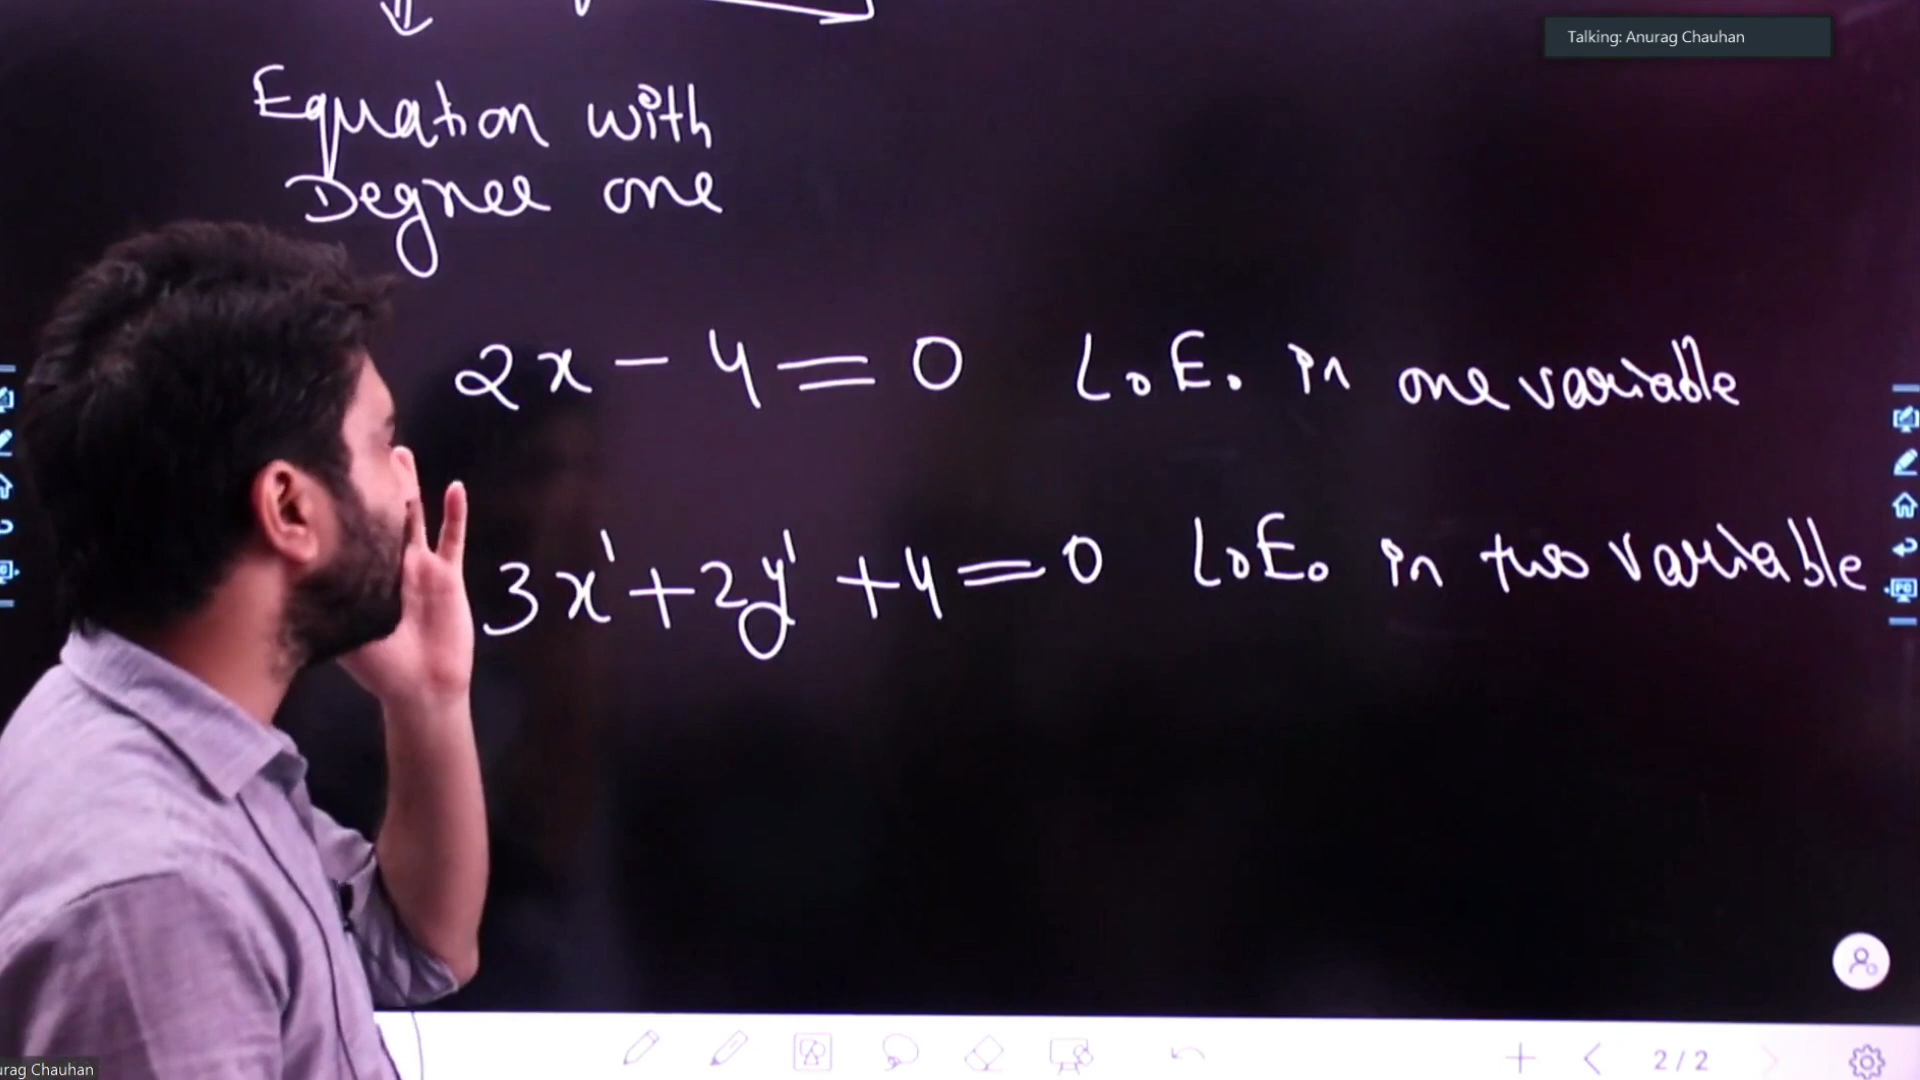 Talking: Anurag Chauhan
Equation with
Degree one
2x - 4 = 0 L.E. in one variable
3x¹ + 2y¹ + 4 = 0 L.E. in two variable
urag Chauhan
2/2